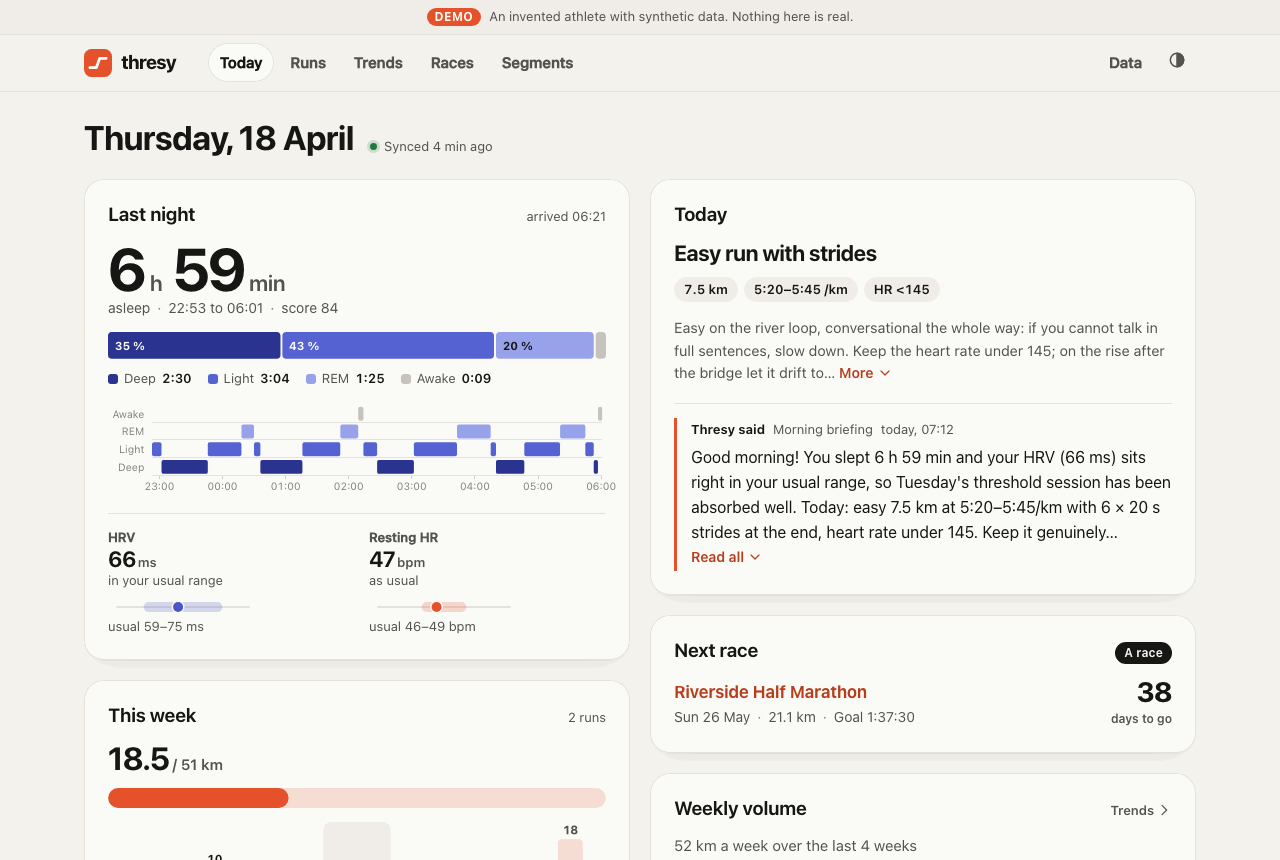 DEMO An invented athlete with synthetic data. Nothing here is real.
thresy Today Runs Trends Races Segments Data
Thursday, 18 April Synced 4 min ago
Last night arrived 06:21
6 h 59 min
asleep · 22:53 to 06:01 · score 84
35 % 43 % 20 %
Deep 2:30 Light 3:04 REM 1:25 Awake 0:09
Awake
REM
Light
Deep
23:00 00:00 01:00 02:00 03:00 04:00 05:00 06:00
HRV Resting HR
66 ms 47 bpm
in your usual range as usual
usual 59–75 ms usual 46–49 bpm
This week 2 runs
18.5 / 51 km
18
10
Today
Easy run with strides
7.5 km 5:20–5:45 /km HR <145
Easy on the river loop, conversational the whole way: if you cannot talk in
full sentences, slow down. Keep the heart rate under 145; on the rise after
the bridge let it drift to… More
Thresy said Morning briefing today, 07:12
Good morning! You slept 6 h 59 min and your HRV (66 ms) sits
right in your usual range, so Tuesday's threshold session has been
absorbed well. Today: easy 7.5 km at 5:20–5:45/km with 6 × 20 s
strides at the end, heart rate under 145. Keep it genuinely…
Read all
Next race A race
Riverside Half Marathon 38
Sun 26 May · 21.1 km · Goal 1:37:30 days to go
Weekly volume Trends
52 km a week over the last 4 weeks